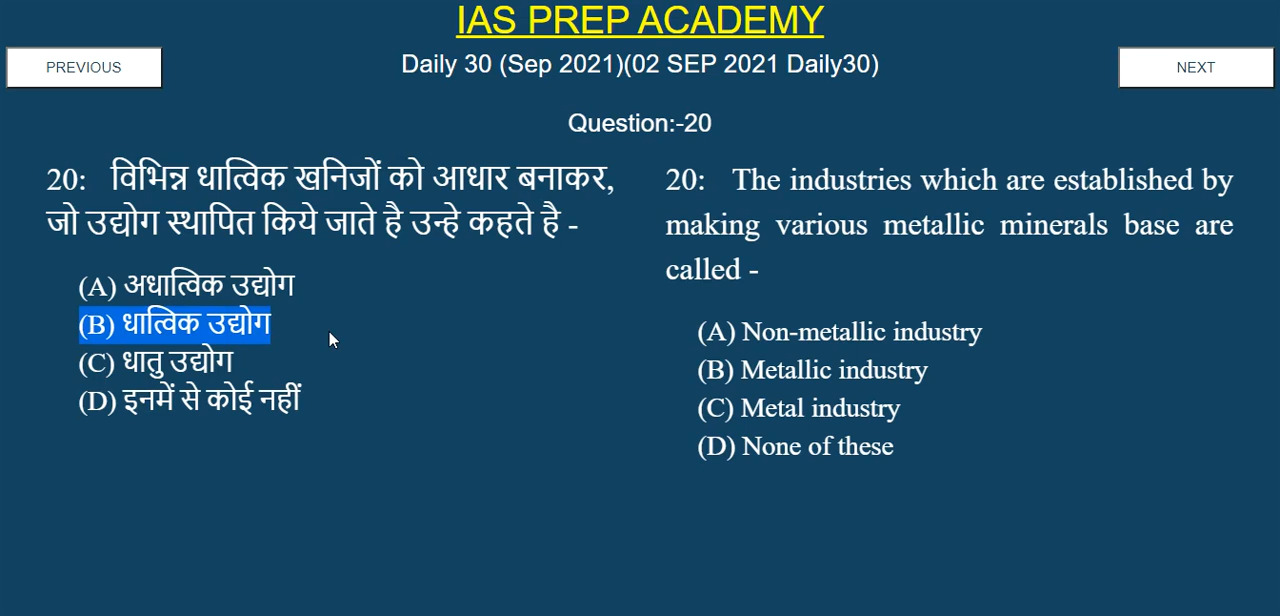 IAS PREP ACADEMY
PREVIOUS
Daily 30 (Sep 2021)(02 SEP 2021 Daily30)
NEXT
Question:-20
20: विभिन्न धात्विक खनिजों को आधार बनाकर,
जो उद्योग स्थापित किये जाते है उन्हे कहते है -
(A) अधात्विक उद्योग
(B) धात्विक उद्योग
(C) धातु उद्योग
(D) इनमें से कोई नहीं
20: The industries which are established by
making various metallic minerals base are
called -
(A) Non-metallic industry
(B) Metallic industry
(C) Metal industry
(D) None of these